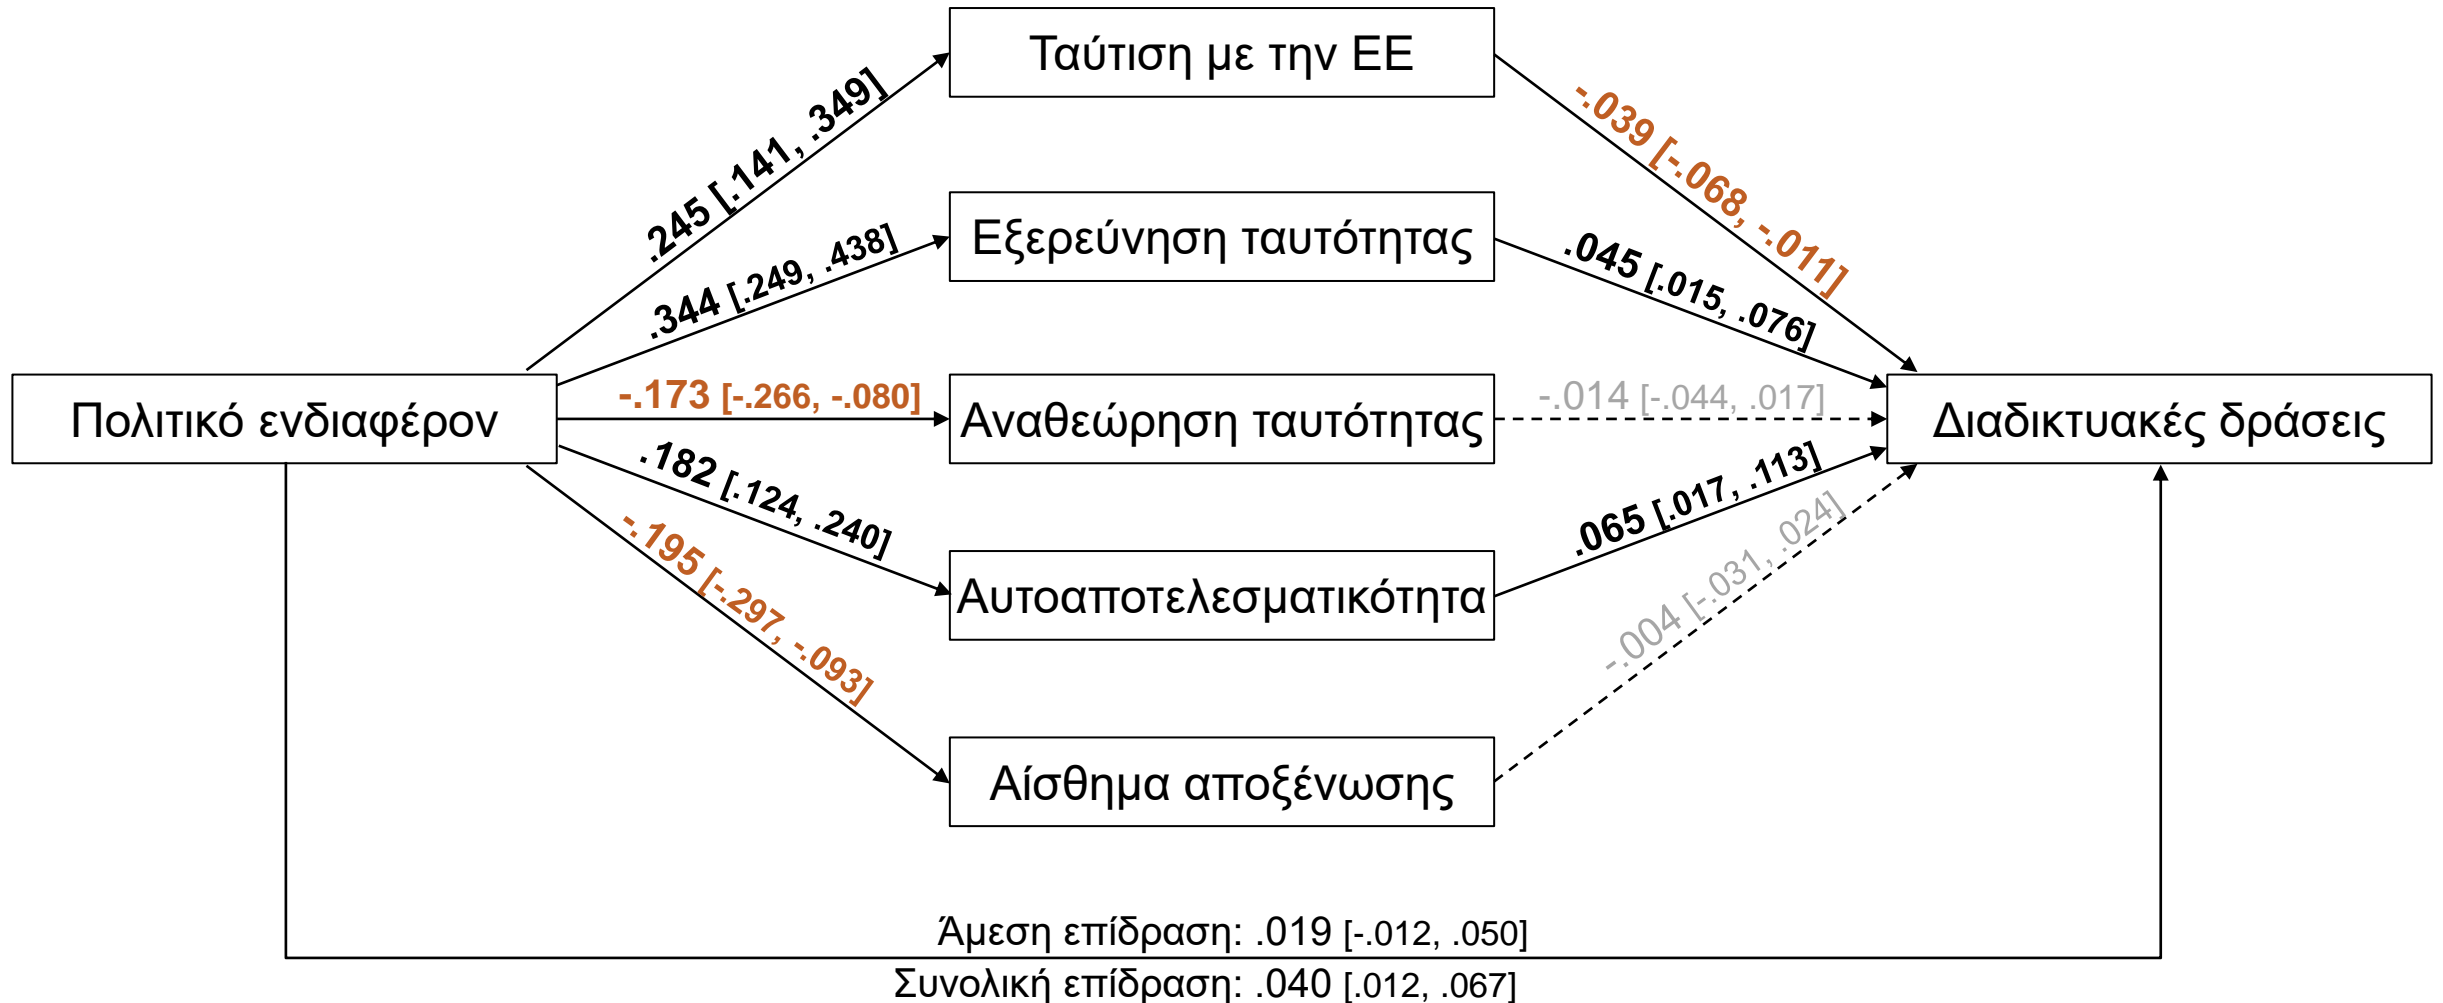 Ταύτιση με την ΕΕ
.245 [.141, .349]
-.039 [-.068, -.011]
Εξερεύνηση ταυτότητας
.344 [.249, .438]
.045 [.015, .076]
Πολιτικό ενδιαφέρον
-.173 [-.266, -.080]
Αναθεώρηση ταυτότητας
-.014 [-.044, .017]
Διαδικτυακές δράσεις
.182 [.124, .240]
Αυτοαποτελεσματικότητα
.065 [.017, .113]
-.195 [-.297, -.093]
Αίσθημα αποξένωσης
-.004 [-.031, .024]
Άμεση επίδραση: .019 [-.012, .050]
Συνολική επίδραση: .040 [.012, .067]